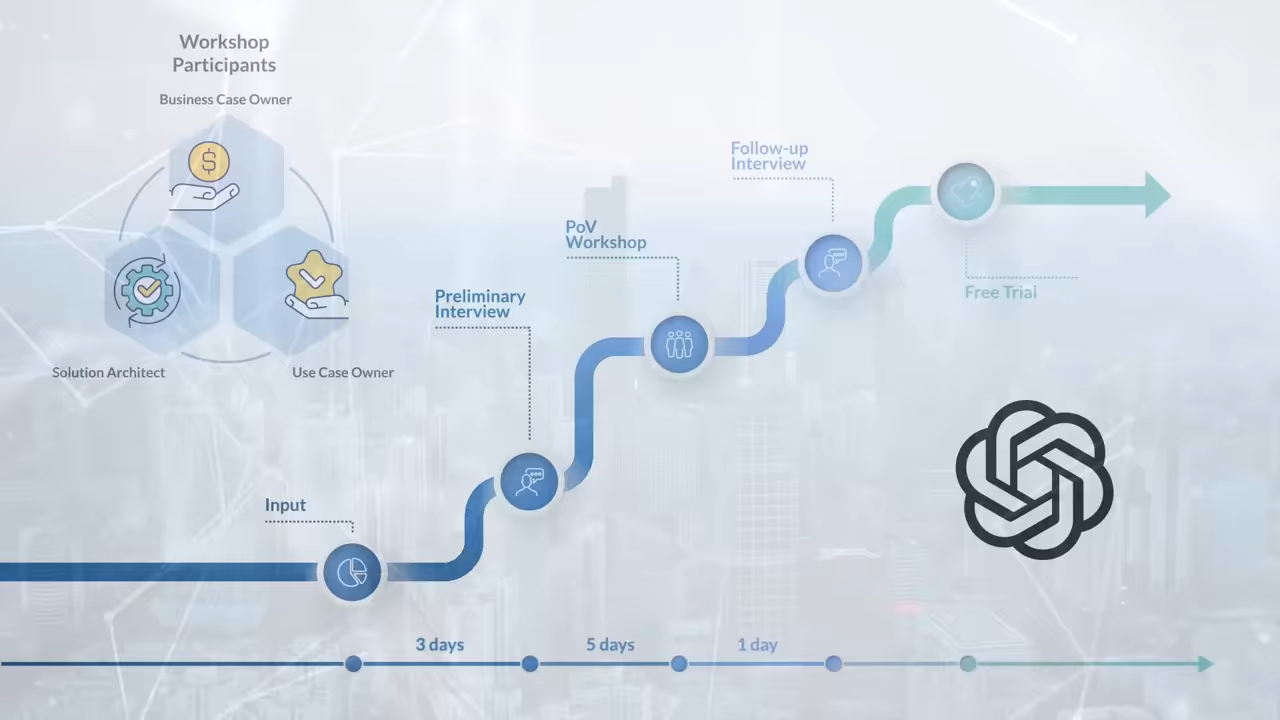 Workshop
Participants
Business Case Owner
Solution Architect
Use Case Owner
Input
Preliminary
Interview
PoV
Workshop
Follow-up
Interview
Free Trial
3 days
5 days
1 day